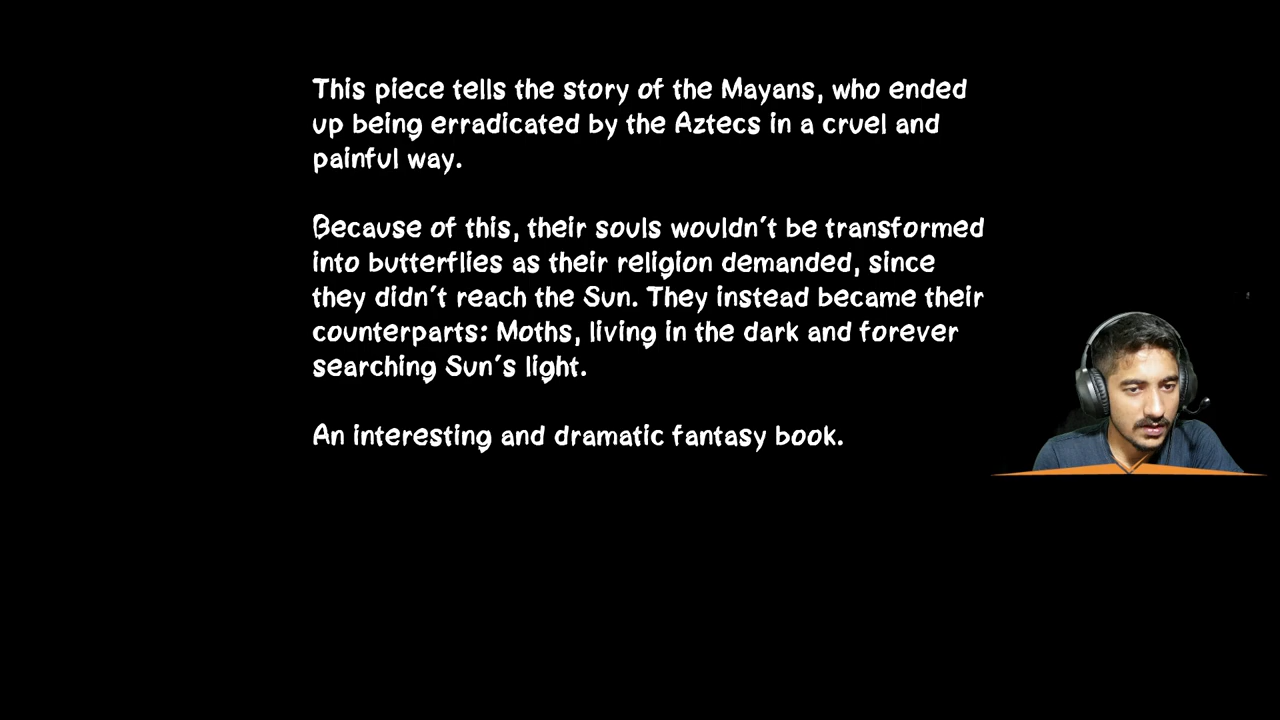 This piece tells the story of the Mayans, who ended
up being erradicated by the Aztecs in a cruel and
painful way.
Because of this, their souls wouldn't be transformed
into butterflies as their religion demanded, since
they didn't reach the Sun. They instead became their
counterparts: Moths, living in the dark and forever
searching Sun's light.
An interesting and dramatic fantasy book.